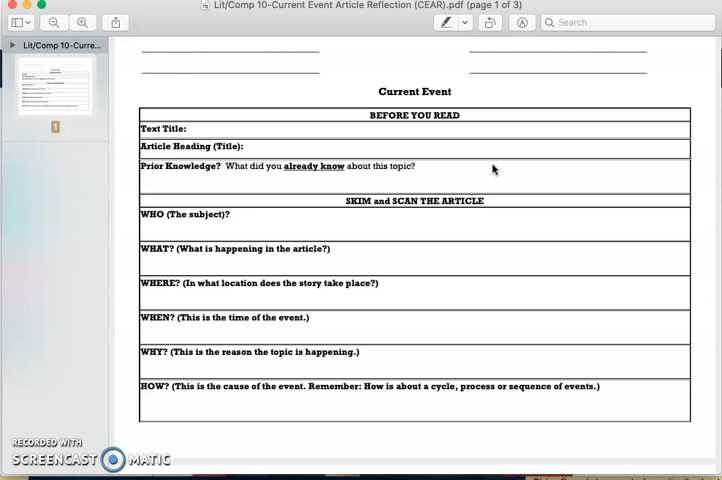 Lit/Comp 10-Current Event Article Reflection (CEAR).pdf (page 1 of 3)
Search
Lit/Comp 10-Curre...
1
Current Event
BEFORE YOU READ
Text Title:
Article Heading (Title):
Prior Knowledge? What did you already know about this topic?
SKIM and SCAN THE ARTICLE
WHO (The subject)?
WHAT? (What is happening in the article?)
WHERE? (In what location does the story take place?)
WHEN? (This is the time of the event.)
WHY? (This is the reason the topic is happening.)
HOW? (This is the cause of the event. Remember: How is about a cycle, process or sequence of events.)
RECORDED WITH
SCREENCAST MATIC